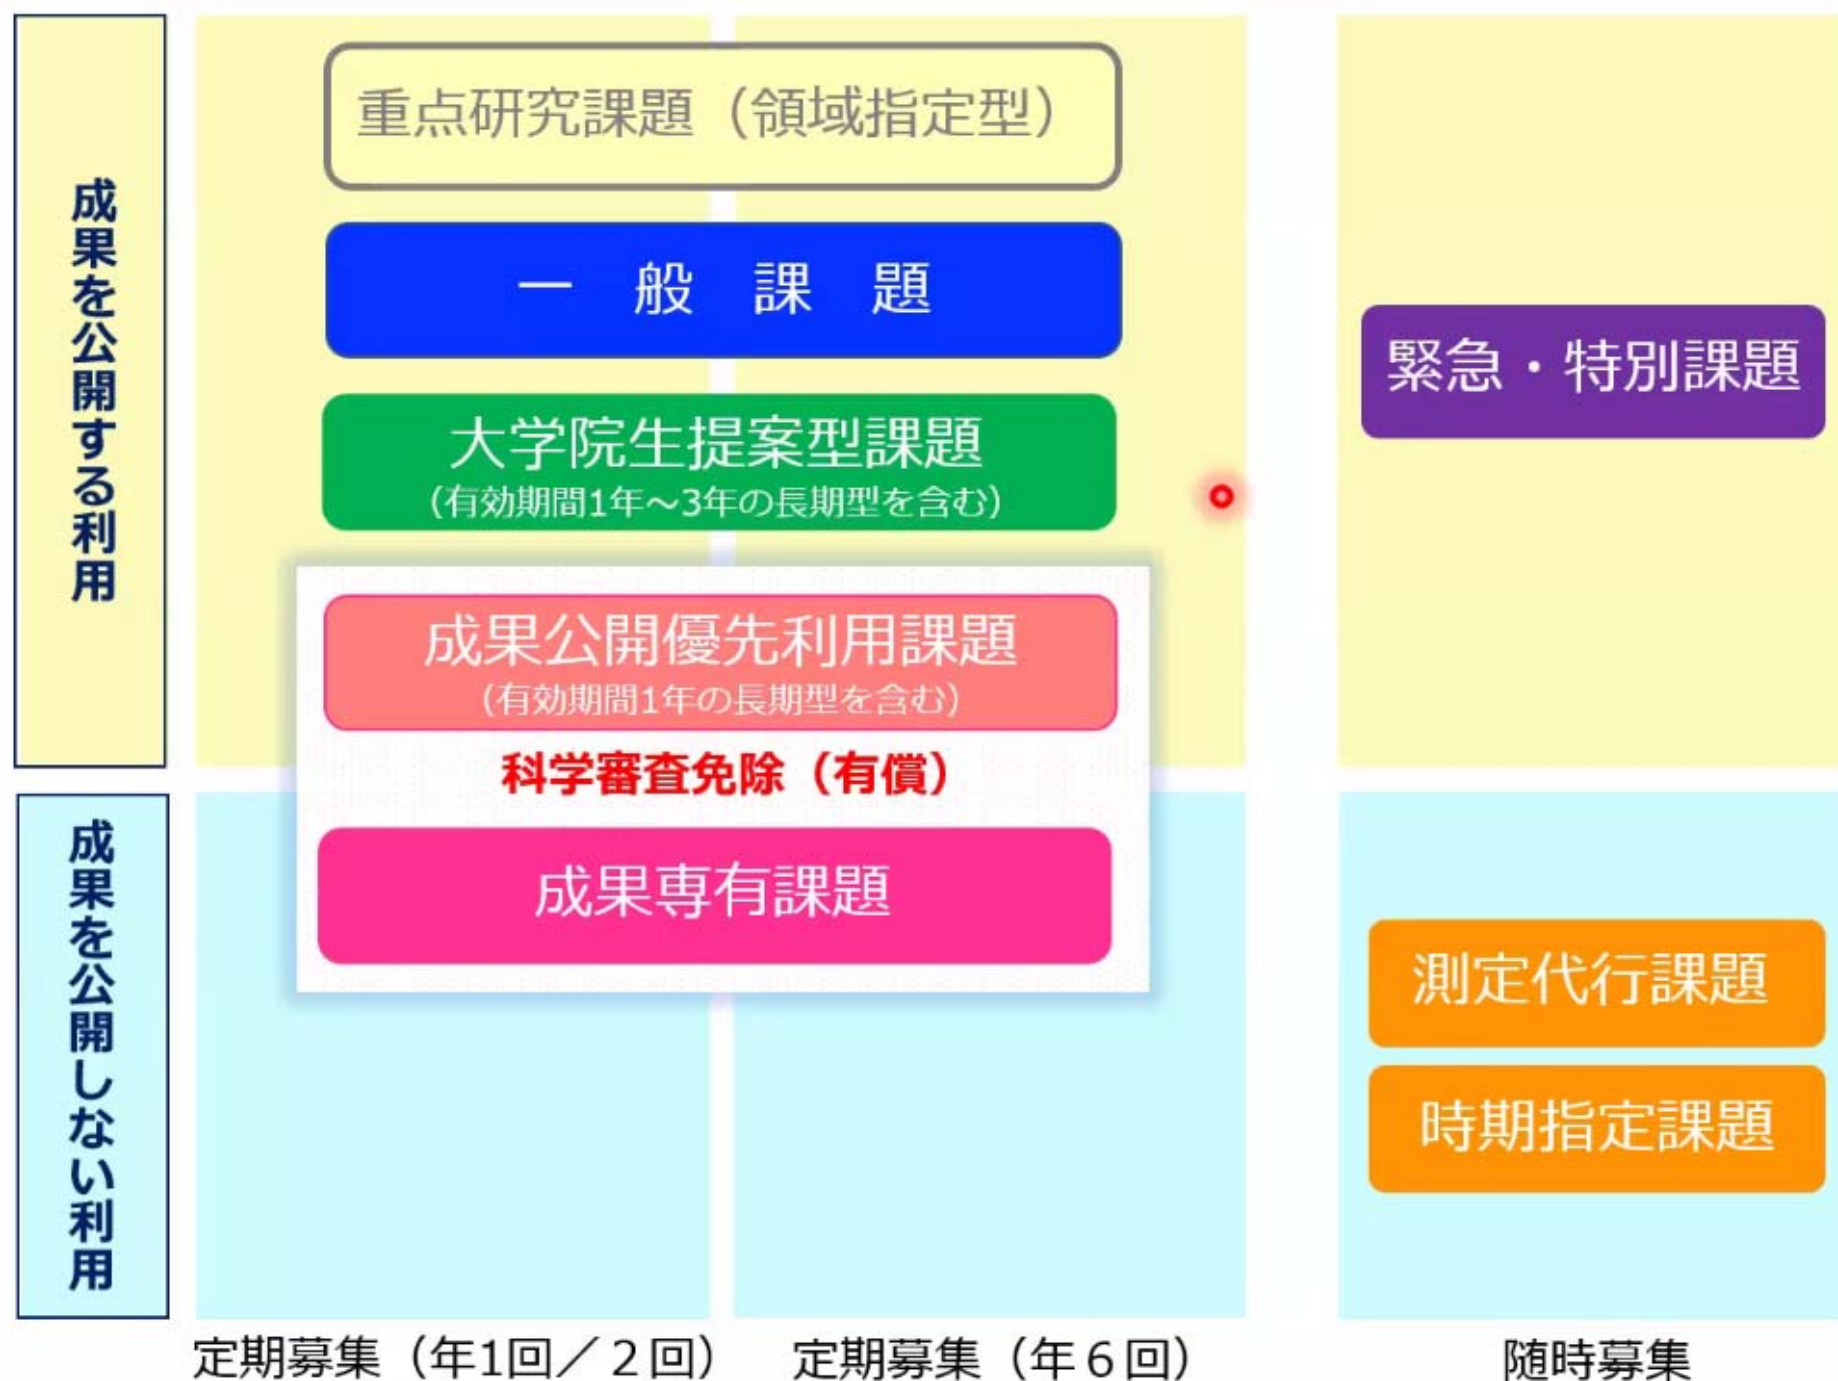 成果を公開する利用
重点研究課題（領域指定型）
一 般 課 題
大学院生提案型課題
（有効期間1年～3年の長期型を含む）
緊急・特別課題
成果公開優先利用課題
（有効期間1年の長期型を含む）
科学審査免除（有償）
成果を公開しない利用
成果専有課題
測定代行課題
時期指定課題
定期募集（年1回／２回）
定期募集（年６回）
随時募集